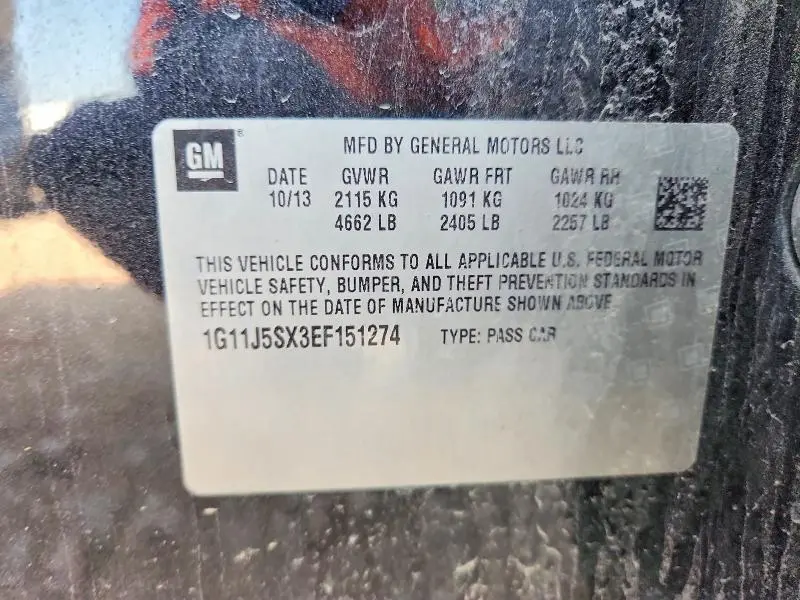 GM ®
MFD BY GENERAL MOTORS LLC
DATE GVWR GAWR FRT GAWR RR
10/13 2115 KG 1091 KG 1024 KG
4662 LB 2405 LB 2257 LB
THIS VEHICLE CONFORMS TO ALL APPLICABLE U.S. FEDERAL MOTOR
VEHICLE SAFETY, BUMPER, AND THEFT PREVENTION STANDARDS IN
EFFECT ON THE DATE OF MANUFACTURE SHOWN ABOVE
1G11J5SX3EF151274 TYPE: PASS CAR